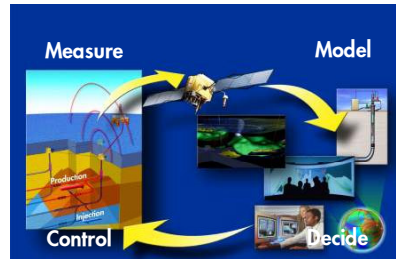 Measure
Model
Production
Injection
Control
Decide